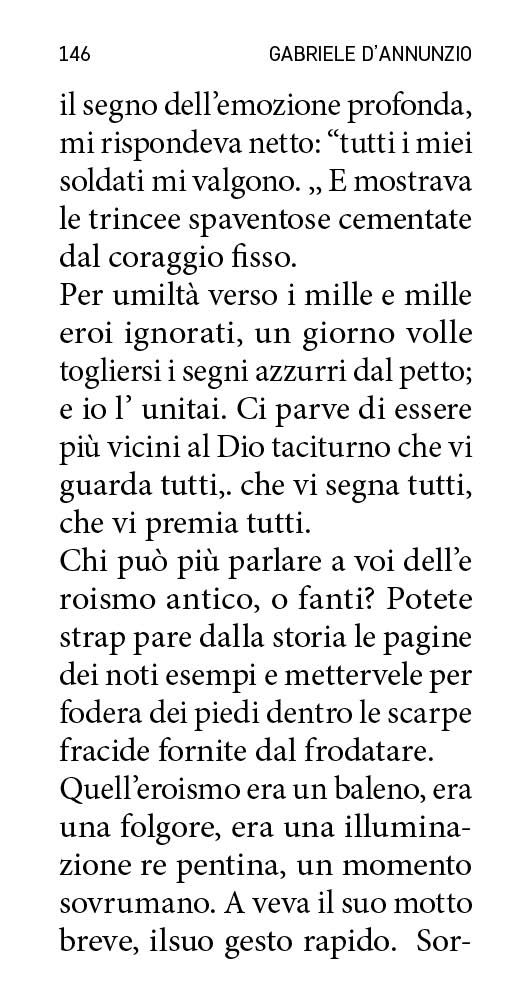 146 GABRIELE D’ANNUNZIO
il segno dell’emozione profonda,
mi rispondeva netto: “tutti i miei
soldati mi valgono. „ E mostrava
le trincee spaventose cementate
dal coraggio fisso.
Per umiltà verso i mille e mille
eroi ignorati, un giorno volle
togliersi i segni azzurri dal petto;
e io l’ unitai. Ci parve di essere
più vicini al Dio taciturno che vi
guarda tutti,. che vi segna tutti,
che vi premia tutti.
Chi può più parlare a voi dell’e
roismo antico, o fanti? Potete
strap pare dalla storia le pagine
dei noti esempi e mettervele per
fodera dei piedi dentro le scarpe
fracide fornite dal frodatare.
Quell’eroismo era un baleno, era
una folgore, era una illumina-
zione re pentina, un momento
sovrumano. A veva il suo motto
breve, ilsuo gesto rapido. Sor-